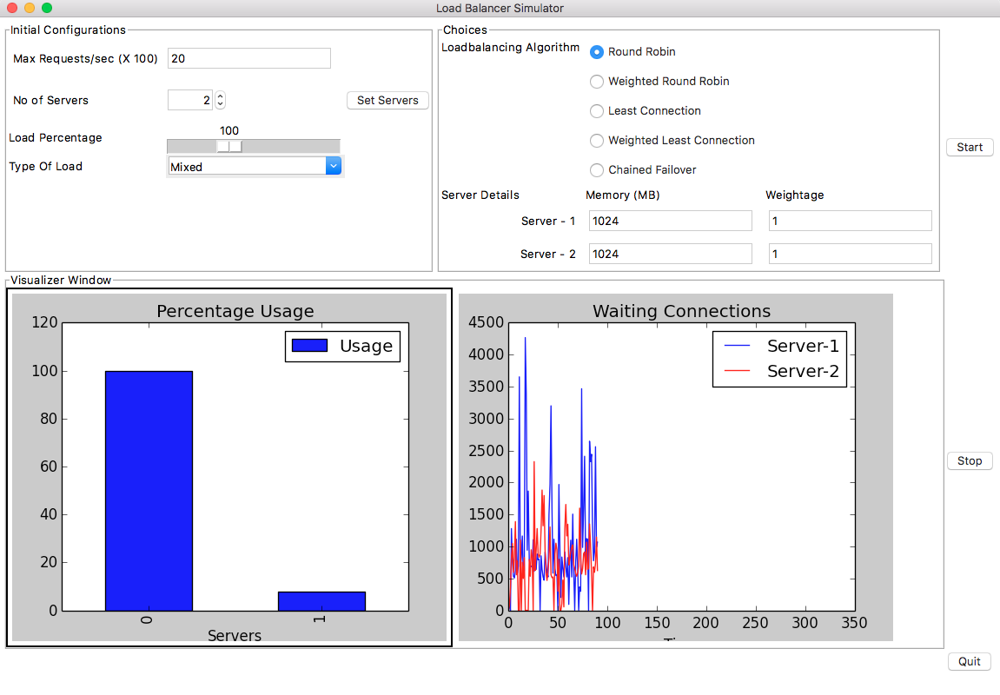 Load Balancer Simulator
Initial Configurations
Max Requests/sec (X 100) 20
No of Servers 2 Set Servers
Load Percentage 100
Type Of Load Mixed
Choices
Loadbalancing Algorithm Round Robin
Weighted Round Robin
Least Connection
Weighted Least Connection
Chained Failover
Server Details Memory (MB) Weightage
Server - 1 1024 1
Server - 2 1024 1
Start
Visualizer Window
Percentage Usage
Usage
120
100
80
60
40
20
0
0 1
Servers
Waiting Connections
Server-1
Server-2
4500
4000
3500
3000
2500
2000
1500
1000
500
0
0 50 100 150 200 250 300 350
Stop
Quit